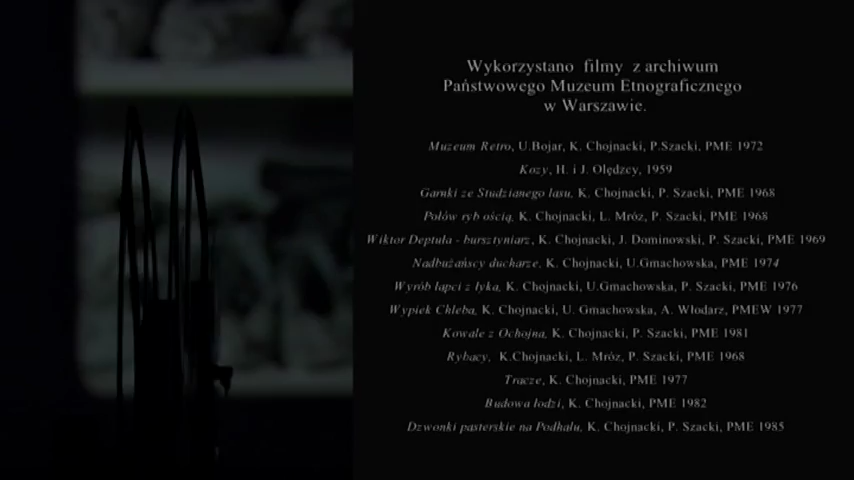 Wykorzystano filmy z archiwum
Państwowego Muzeum Etnograficznego
w Warszawie.
Muzeum Retro, U.Bojar, K. Chojnacki, P.Szacki, PME 1972
Kozy, H. i J. Olędzcy, 1959
Garnki ze Studzianego lasu, K. Chojnacki, P. Szacki, PME 1968
Połów ryb ością, K. Chojnacki, L. Mróz, P. Szacki, PME 1968
Wiktor Deptuła - bursztyniarz, K. Chojnacki, J. Dominowski, P. Szacki, PME 1969
Nadbużańscy ducharze, K. Chojnacki, U.Gmachowska, PME 1974
Wyrób łapci z łyka, K. Chojnacki, U.Gmachowska, P. Szacki, PME 1976
Wypiek Chleba, K. Chojnacki, U. Gmachowska, A. Włodarz, PMEW 1977
Kowale z Ochojna, K. Chojnacki, P. Szacki, PME 1981
Rybacy, K.Chojnacki, L. Mróz, P. Szacki, PME 1968
Tracze, K. Chojnacki, PME 1977
Budowa łodzi, K. Chojnacki, PME 1982
Dzwonki pasterskie na Podhalu, K. Chojnacki, P. Szacki, PME 1985